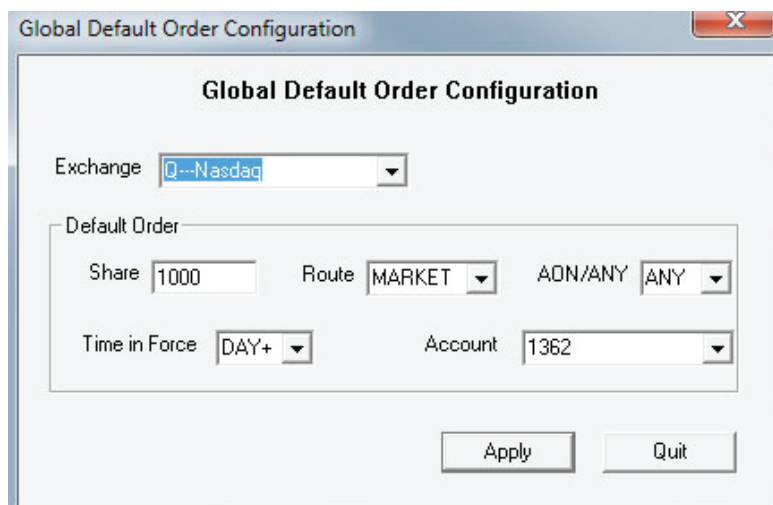 Global Default Order Configuration
X
Global Default Order Configuration
Exchange Q---Nasdaq
Default Order
Share 1000 Route MARKET AON/ANY ANY
Time in Force DAY+ Account 1362
Apply Quit